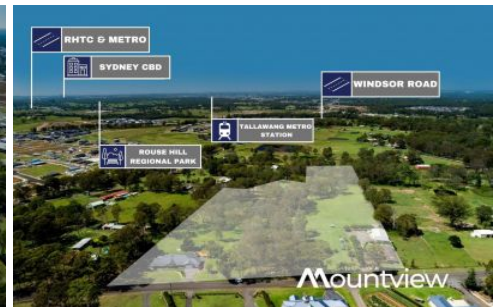 RHTC & METRO
SYDNEY CBD
WINDSOR ROAD
TALLAWANG METRO
STATION
ROUSE HILL
REGIONAL PARK
Mountview